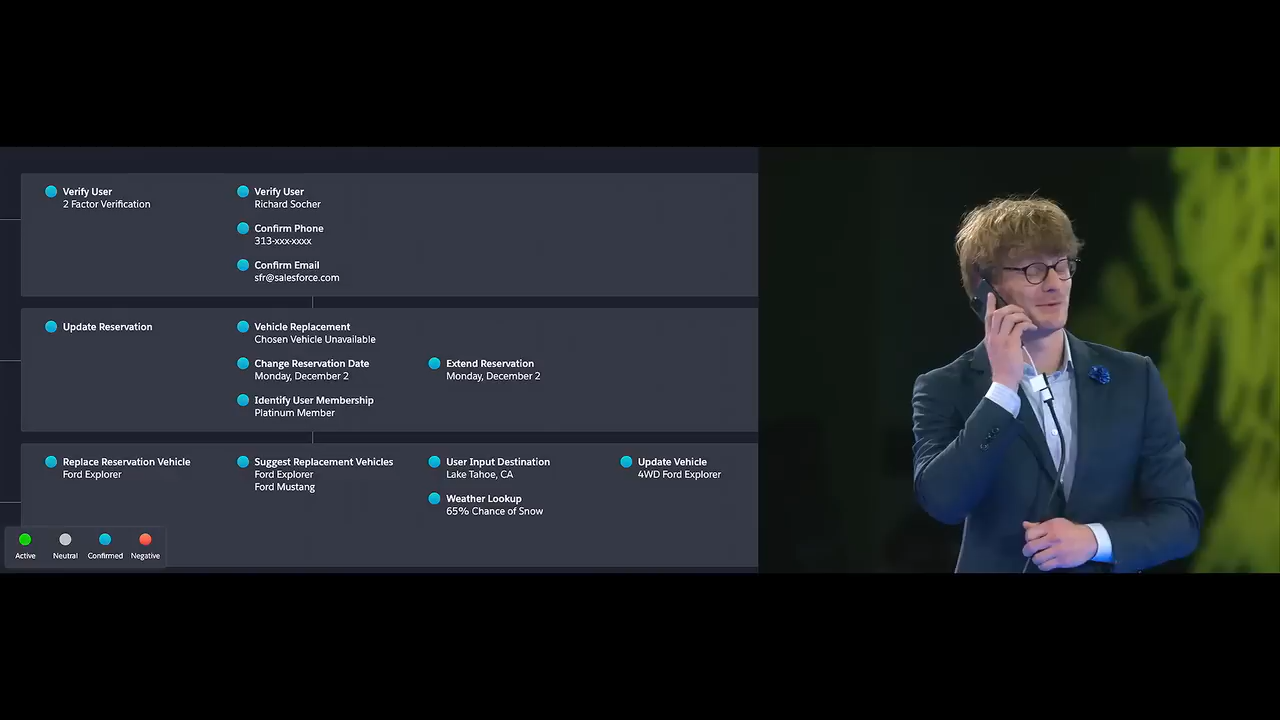 Verify User
2 Factor Verification
Verify User
Richard Socher
Confirm Phone
313-xxx-xxxx
Confirm Email
sfr@salesforce.com
Update Reservation
Vehicle Replacement
Chosen Vehicle Unavailable
Change Reservation Date
Monday, December 2
Extend Reservation
Monday, December 2
Identify User Membership
Platinum Member
Replace Reservation Vehicle
Ford Explorer
Suggest Replacement Vehicles
Ford Explorer
Ford Mustang
User Input Destination
Lake Tahoe, CA
Weather Lookup
65% Chance of Snow
Update Vehicle
4WD Ford Explorer
Active
Neutral
Confirmed
Negative